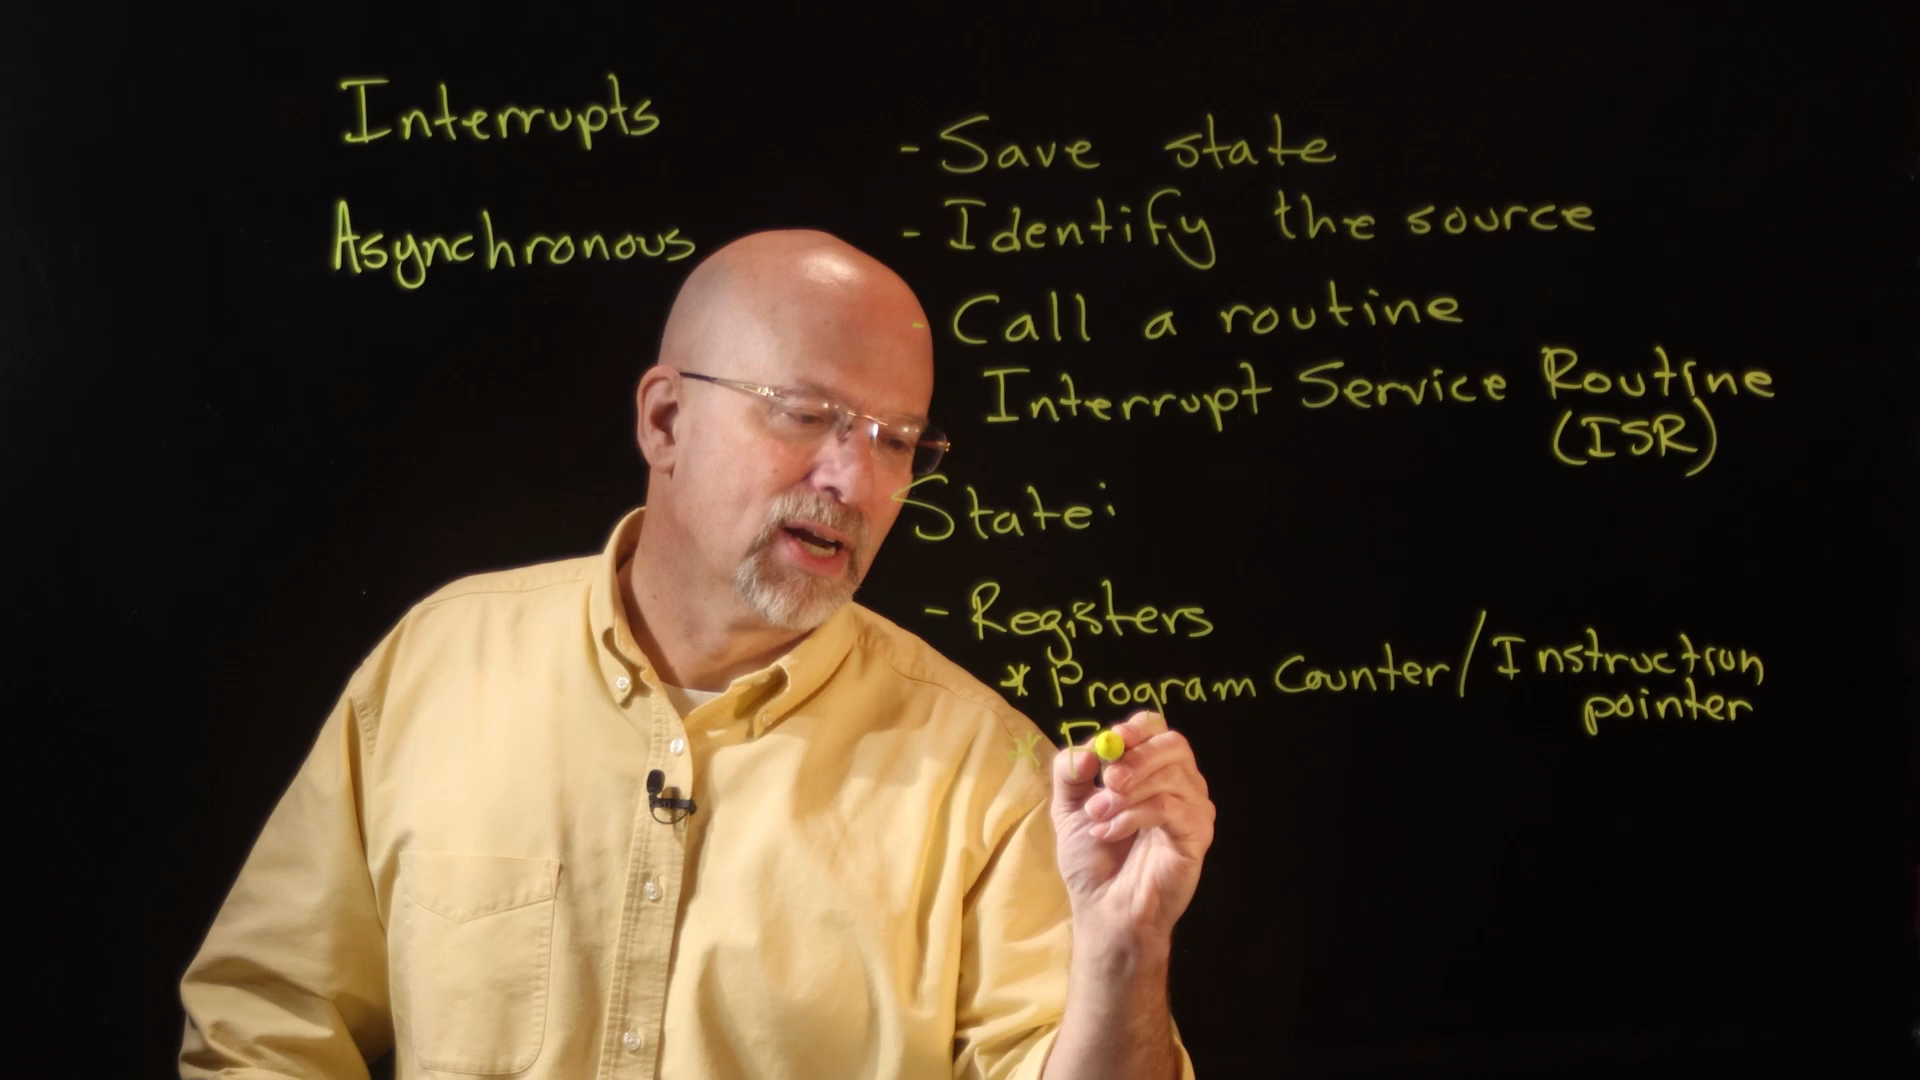 Interrupts
Asynchronous
- Save state
- Identify the source
- Call a routine
Interrupt Service Routine
(ISR)
State:
- Registers
* Program Counter/Instruction
pointer
*